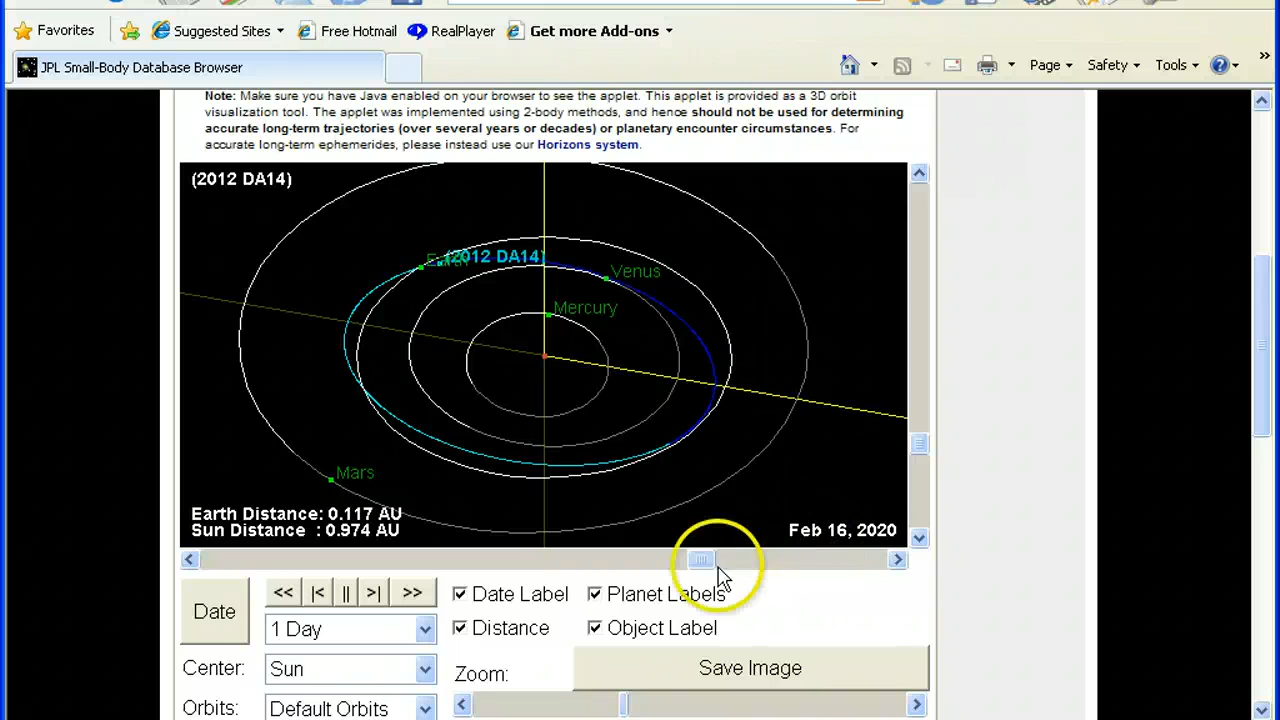 Favorites Suggested Sites Free Hotmail RealPlayer Get more Add-ons
JPL Small-Body Database Browser Page Safety Tools »
Note: Make sure you have Java enabled on your browser to see the applet. This applet is provided as a 3D orbit
visualization tool. The applet was implemented using 2-body methods, and hence should not be used for determining
accurate long-term trajectories (over several years or decades) or planetary encounter circumstances. For
accurate long-term ephemerides, please instead use our Horizons system.
(2012 DA14)
Earth (2012 DA14)
Venus
Mercury
Mars
Earth Distance: 0.117 AU
Sun Distance : 0.974 AU Feb 16, 2020
Date << |< || >| >> Date Label Planet Labels
1 Day Distance Object Label
Center: Sun Zoom: Save Image
Orbits: Default Orbits